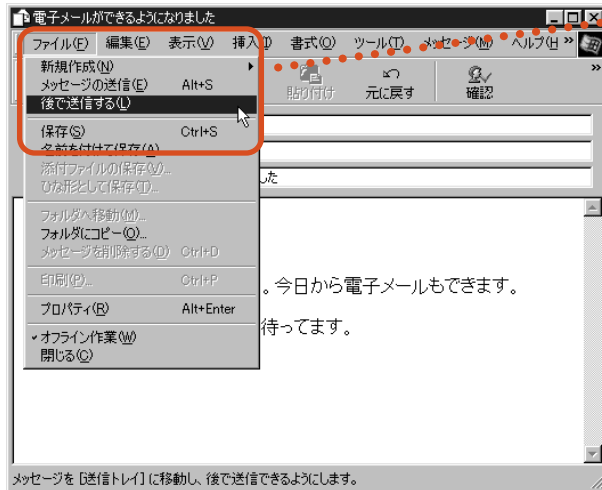 電子メールができるようになりました
ファイル(F) 編集(E) 表示(V) 挿入(I) 書式(O) ツール(T) メッセージ(M) ヘルプ(H »
新規作成(N)
メッセージの送信(E) Alt+S
後で送信する(L)
貼り付け 元に戻す 確認 »
保存(S) Ctrl+S
名前を付けて保存(A)
添付ファイルの保存(V)...
ひな形として保存(T)...
した
フォルダへ移動(M)...
フォルダにコピー(O)...
メッセージを削除する(D) Ctrl+D
印刷(P)... Ctrl+P
。今日から電子メールもできます。
プロパティ(R) Alt+Enter
待ってます。
オフライン作業(W)
閉じる(C)
メッセージを [送信トレイ] に移動し、後で送信できるようにします。